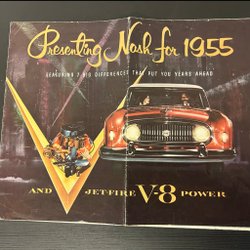 Presenting Nash for 1955
FEATURING 7 BIG DIFFERENCES THAT PUT YOU YEARS AHEAD
AND JETFIRE V-8 POWER